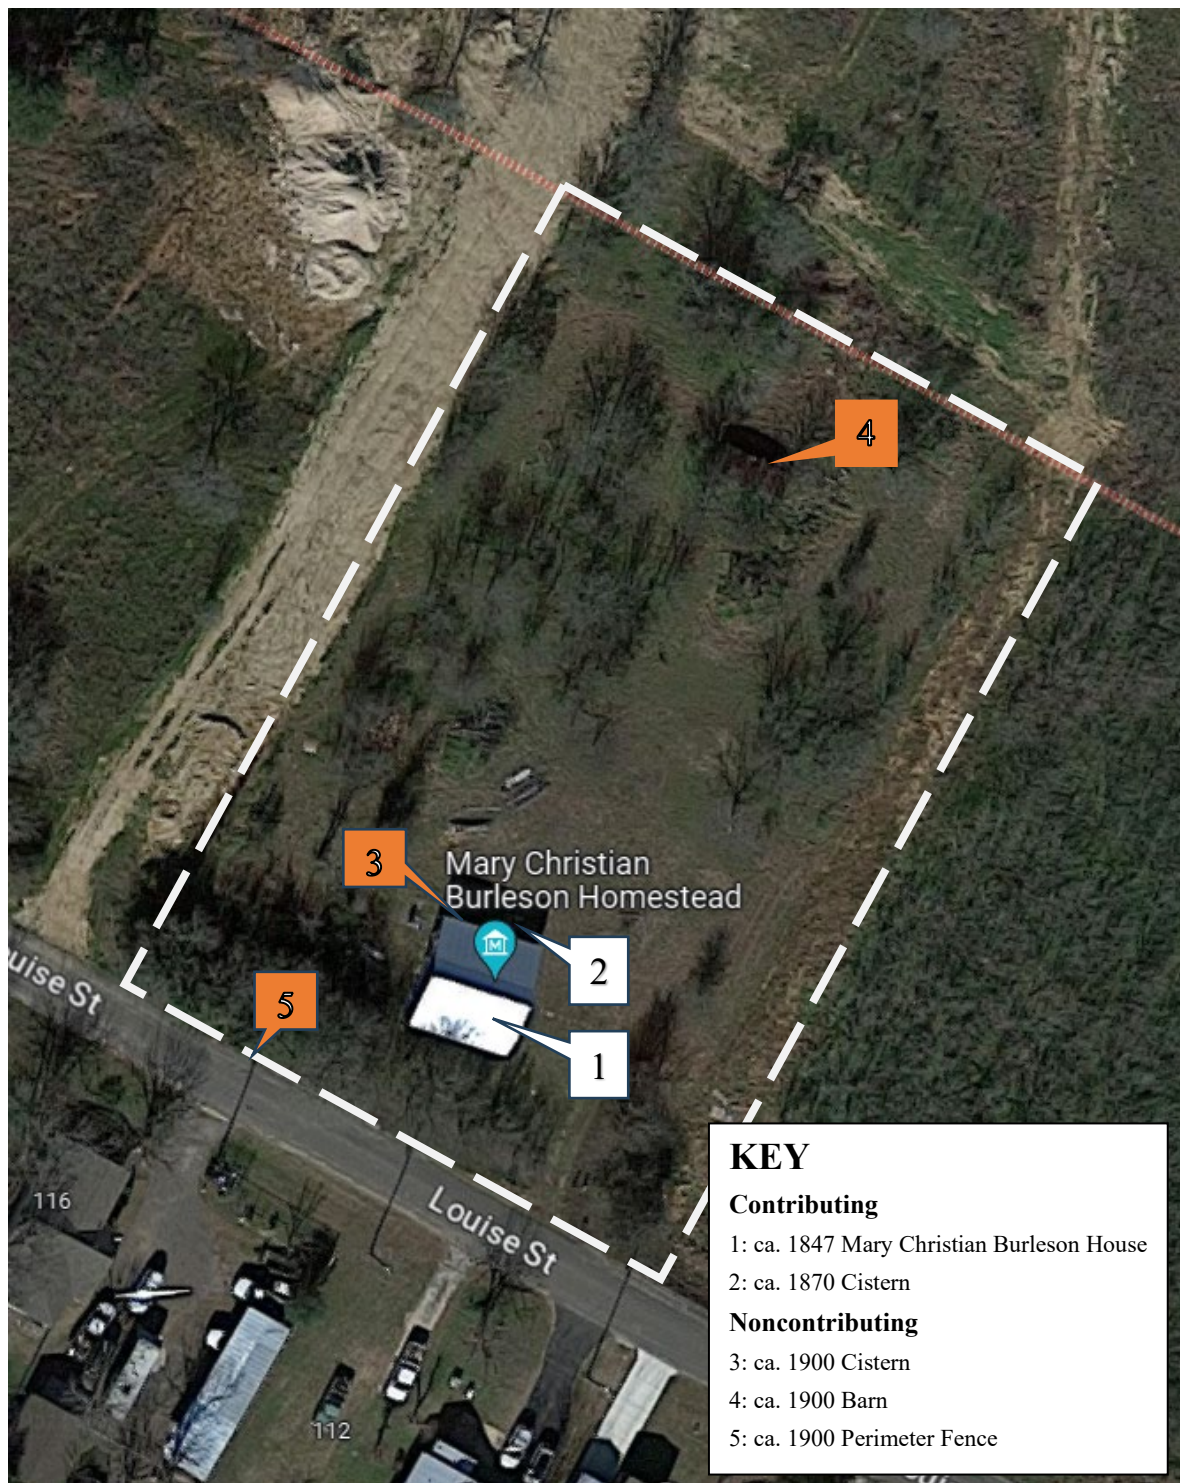 4
3
Mary Christian
Burleson Homestead
M
2
uise St
5
1
Louise St
116
112
KEY
Contributing
1: ca. 1847 Mary Christian Burleson House
2: ca. 1870 Cistern
Noncontributing
3: ca. 1900 Cistern
4: ca. 1900 Barn
5: ca. 1900 Perimeter Fence